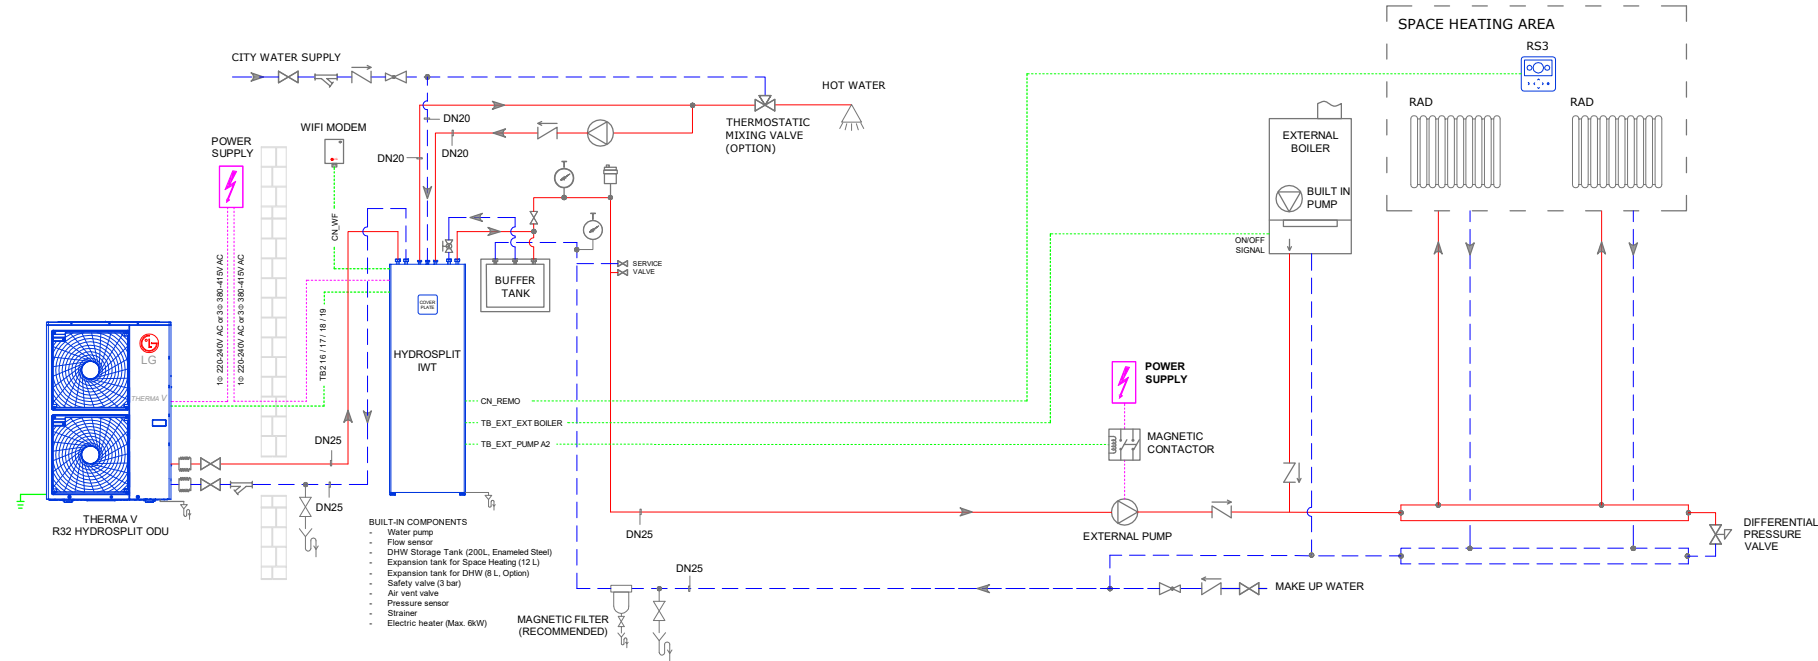 SPACE HEATING AREA
RS3
RAD
RAD
CITY WATER SUPPLY
HOT WATER
WIFI MODEM
DN20
THERMOSTATIC
MIXING VALVE
(OPTION)
POWER
SUPPLY
DN20
DN20
EXTERNAL
BOILER
BUILT IN
PUMP
ON/OFF
SIGNAL
CN_WF
SERVICE
VALVE
BUFFER
TANK
COVER
PLATE
1Φ 220-240V AC or 3Φ 380-415V AC
1Φ 220-240V AC or 3Φ 380-415V AC
TB2 16 / 17 / 18 / 19
HYDROSPLIT
IWT
LG
LG
THERMA V
POWER
SUPPLY
CN_REMO
TB_EXT_EXT BOILER
TB_EXT_PUMP A2
MAGNETIC
CONTACTOR
DN25
DN25
THERMA V
R32 HYDROSPLIT ODU
DN25
EXTERNAL PUMP
DIFFERENTIAL
PRESSURE
VALVE
BUILT-IN COMPONENTS
- Water pump
- Flow sensor
- DHW Storage Tank (200L, Enameled Steel)
- Expansion tank for Space Heating (12 L)
- Expansion tank for DHW (8 L, Option)
- Safety valve (3 bar)
- Air vent valve
- Pressure sensor
- Strainer
- Electric heater (Max. 6kW)
DN25
MAKE UP WATER
MAGNETIC FILTER
(RECOMMENDED)